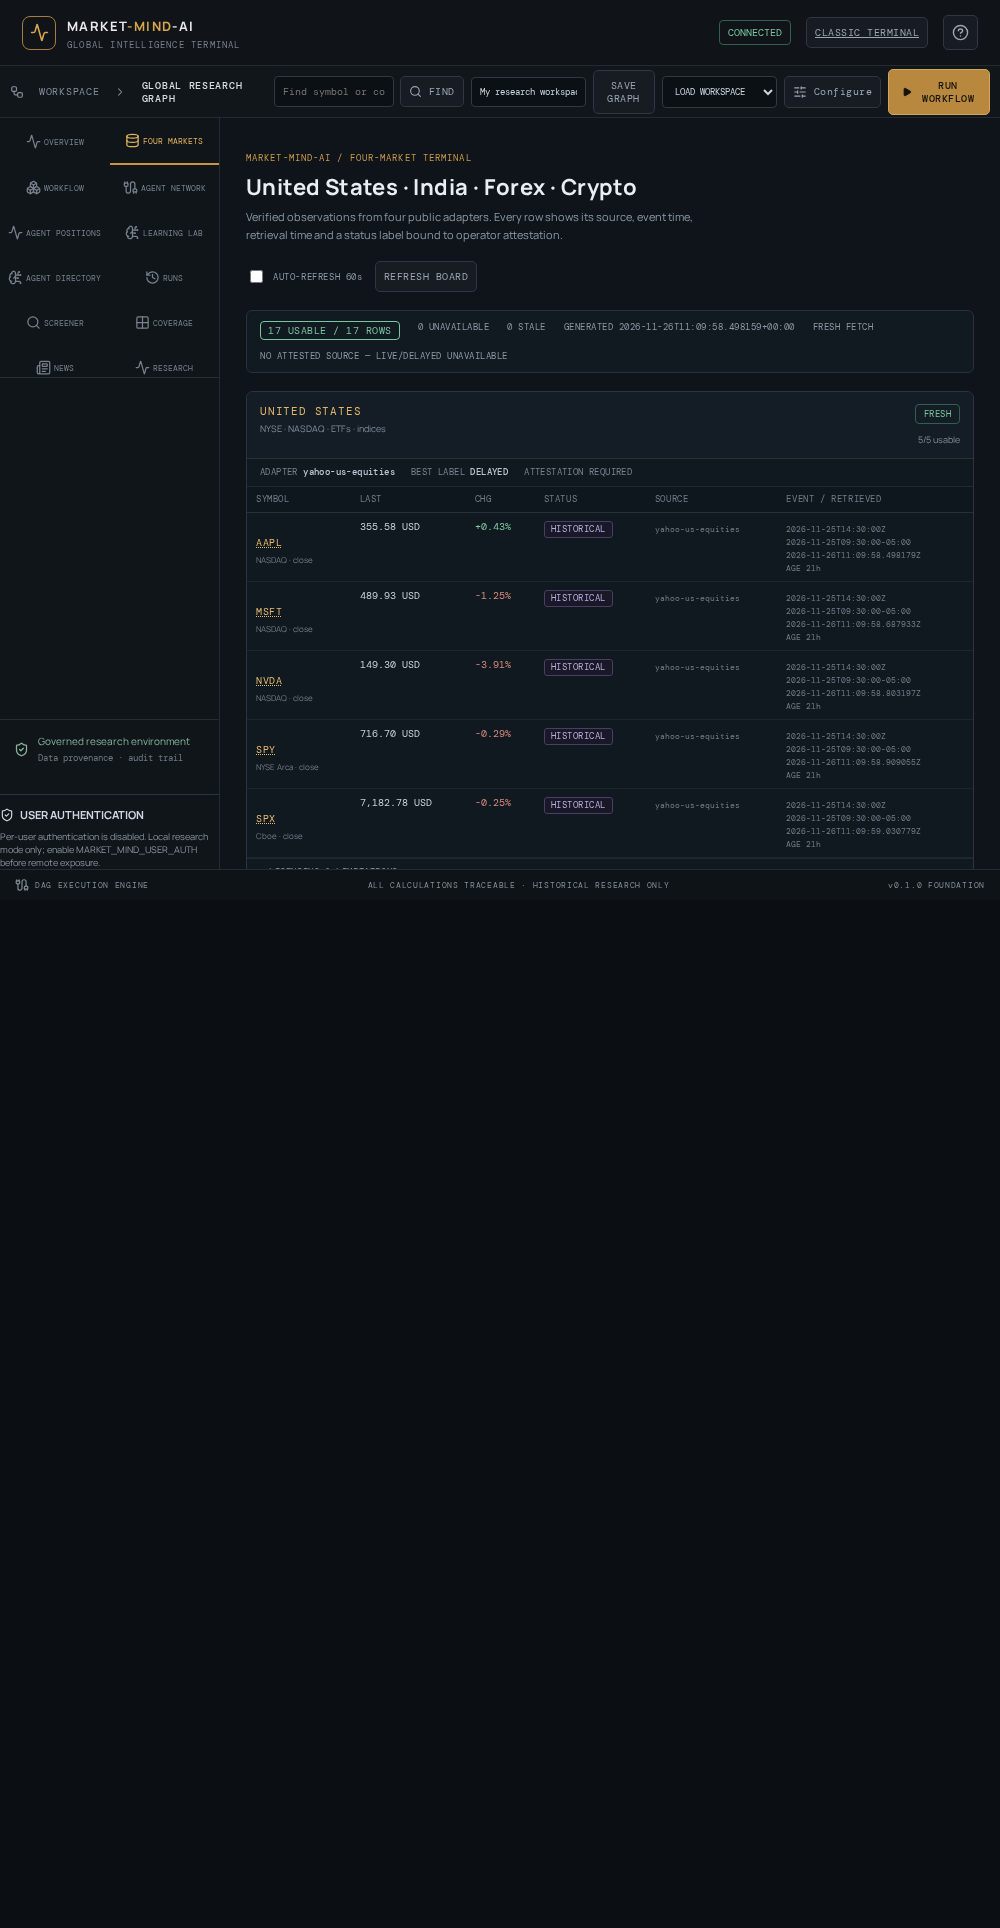 MARKET-MIND-AI
GLOBAL INTELLIGENCE TERMINAL
CONNECTED
CLASSIC TERMINAL
WORKSPACE
GLOBAL RESEARCH
GRAPH
Find symbol or co
FIND
My research workspac
SAVE
GRAPH
LOAD WORKSPACE
Configure
RUN
WORKFLOW
OVERVIEW
FOUR MARKETS
WORKFLOW
AGENT NETWORK
AGENT POSITIONS
LEARNING LAB
AGENT DIRECTORY
RUNS
SCREENER
COVERAGE
NEWS
RESEARCH
Governed research environment
Data provenance · audit trail
USER AUTHENTICATION
Per-user authentication is disabled. Local research
mode only; enable MARKET_MIND_USER_AUTH
before remote exposure.
MARKET-MIND-AI / FOUR-MARKET TERMINAL
United States · India · Forex · Crypto
Verified observations from four public adapters. Every row shows its source, event time,
retrieval time and a status label bound to operator attestation.
AUTO-REFRESH 60s
REFRESH BOARD
17 USABLE / 17 ROWS
0 UNAVAILABLE
0 STALE
GENERATED 2026-11-26T11:09:58.498159+00:00
FRESH FETCH
NO ATTESTED SOURCE — LIVE/DELAYED UNAVAILABLE
UNITED STATES
NYSE · NASDAQ · ETFs · indices
FRESH
5/5 usable
ADAPTER yahoo-us-equities
BEST LABEL DELAYED
ATTESTATION REQUIRED
SYMBOL LAST CHG STATUS SOURCE EVENT / RETRIEVED
AAPL
NASDAQ · close
355.58 USD
+0.43%
HISTORICAL
yahoo-us-equities
2026-11-25T14:30:00Z
2026-11-25T09:30:00-05:00
2026-11-26T11:09:58.498179Z
AGE 21h
MSFT
NASDAQ · close
489.93 USD
-1.25%
HISTORICAL
yahoo-us-equities
2026-11-25T14:30:00Z
2026-11-25T09:30:00-05:00
2026-11-26T11:09:58.687933Z
AGE 21h
NVDA
NASDAQ · close
149.30 USD
-3.91%
HISTORICAL
yahoo-us-equities
2026-11-25T14:30:00Z
2026-11-25T09:30:00-05:00
2026-11-26T11:09:58.803197Z
AGE 21h
SPY
NYSE Arca · close
716.70 USD
-0.29%
HISTORICAL
yahoo-us-equities
2026-11-25T14:30:00Z
2026-11-25T09:30:00-05:00
2026-11-26T11:09:58.909055Z
AGE 21h
SPX
Cboe · close
7,182.78 USD
-0.25%
HISTORICAL
yahoo-us-equities
2026-11-25T14:30:00Z
2026-11-25T09:30:00-05:00
2026-11-26T11:09:59.030779Z
AGE 21h
DAG EXECUTION ENGINE
ALL CALCULATIONS TRACEABLE · HISTORICAL RESEARCH ONLY
v0.1.0 FOUNDATION